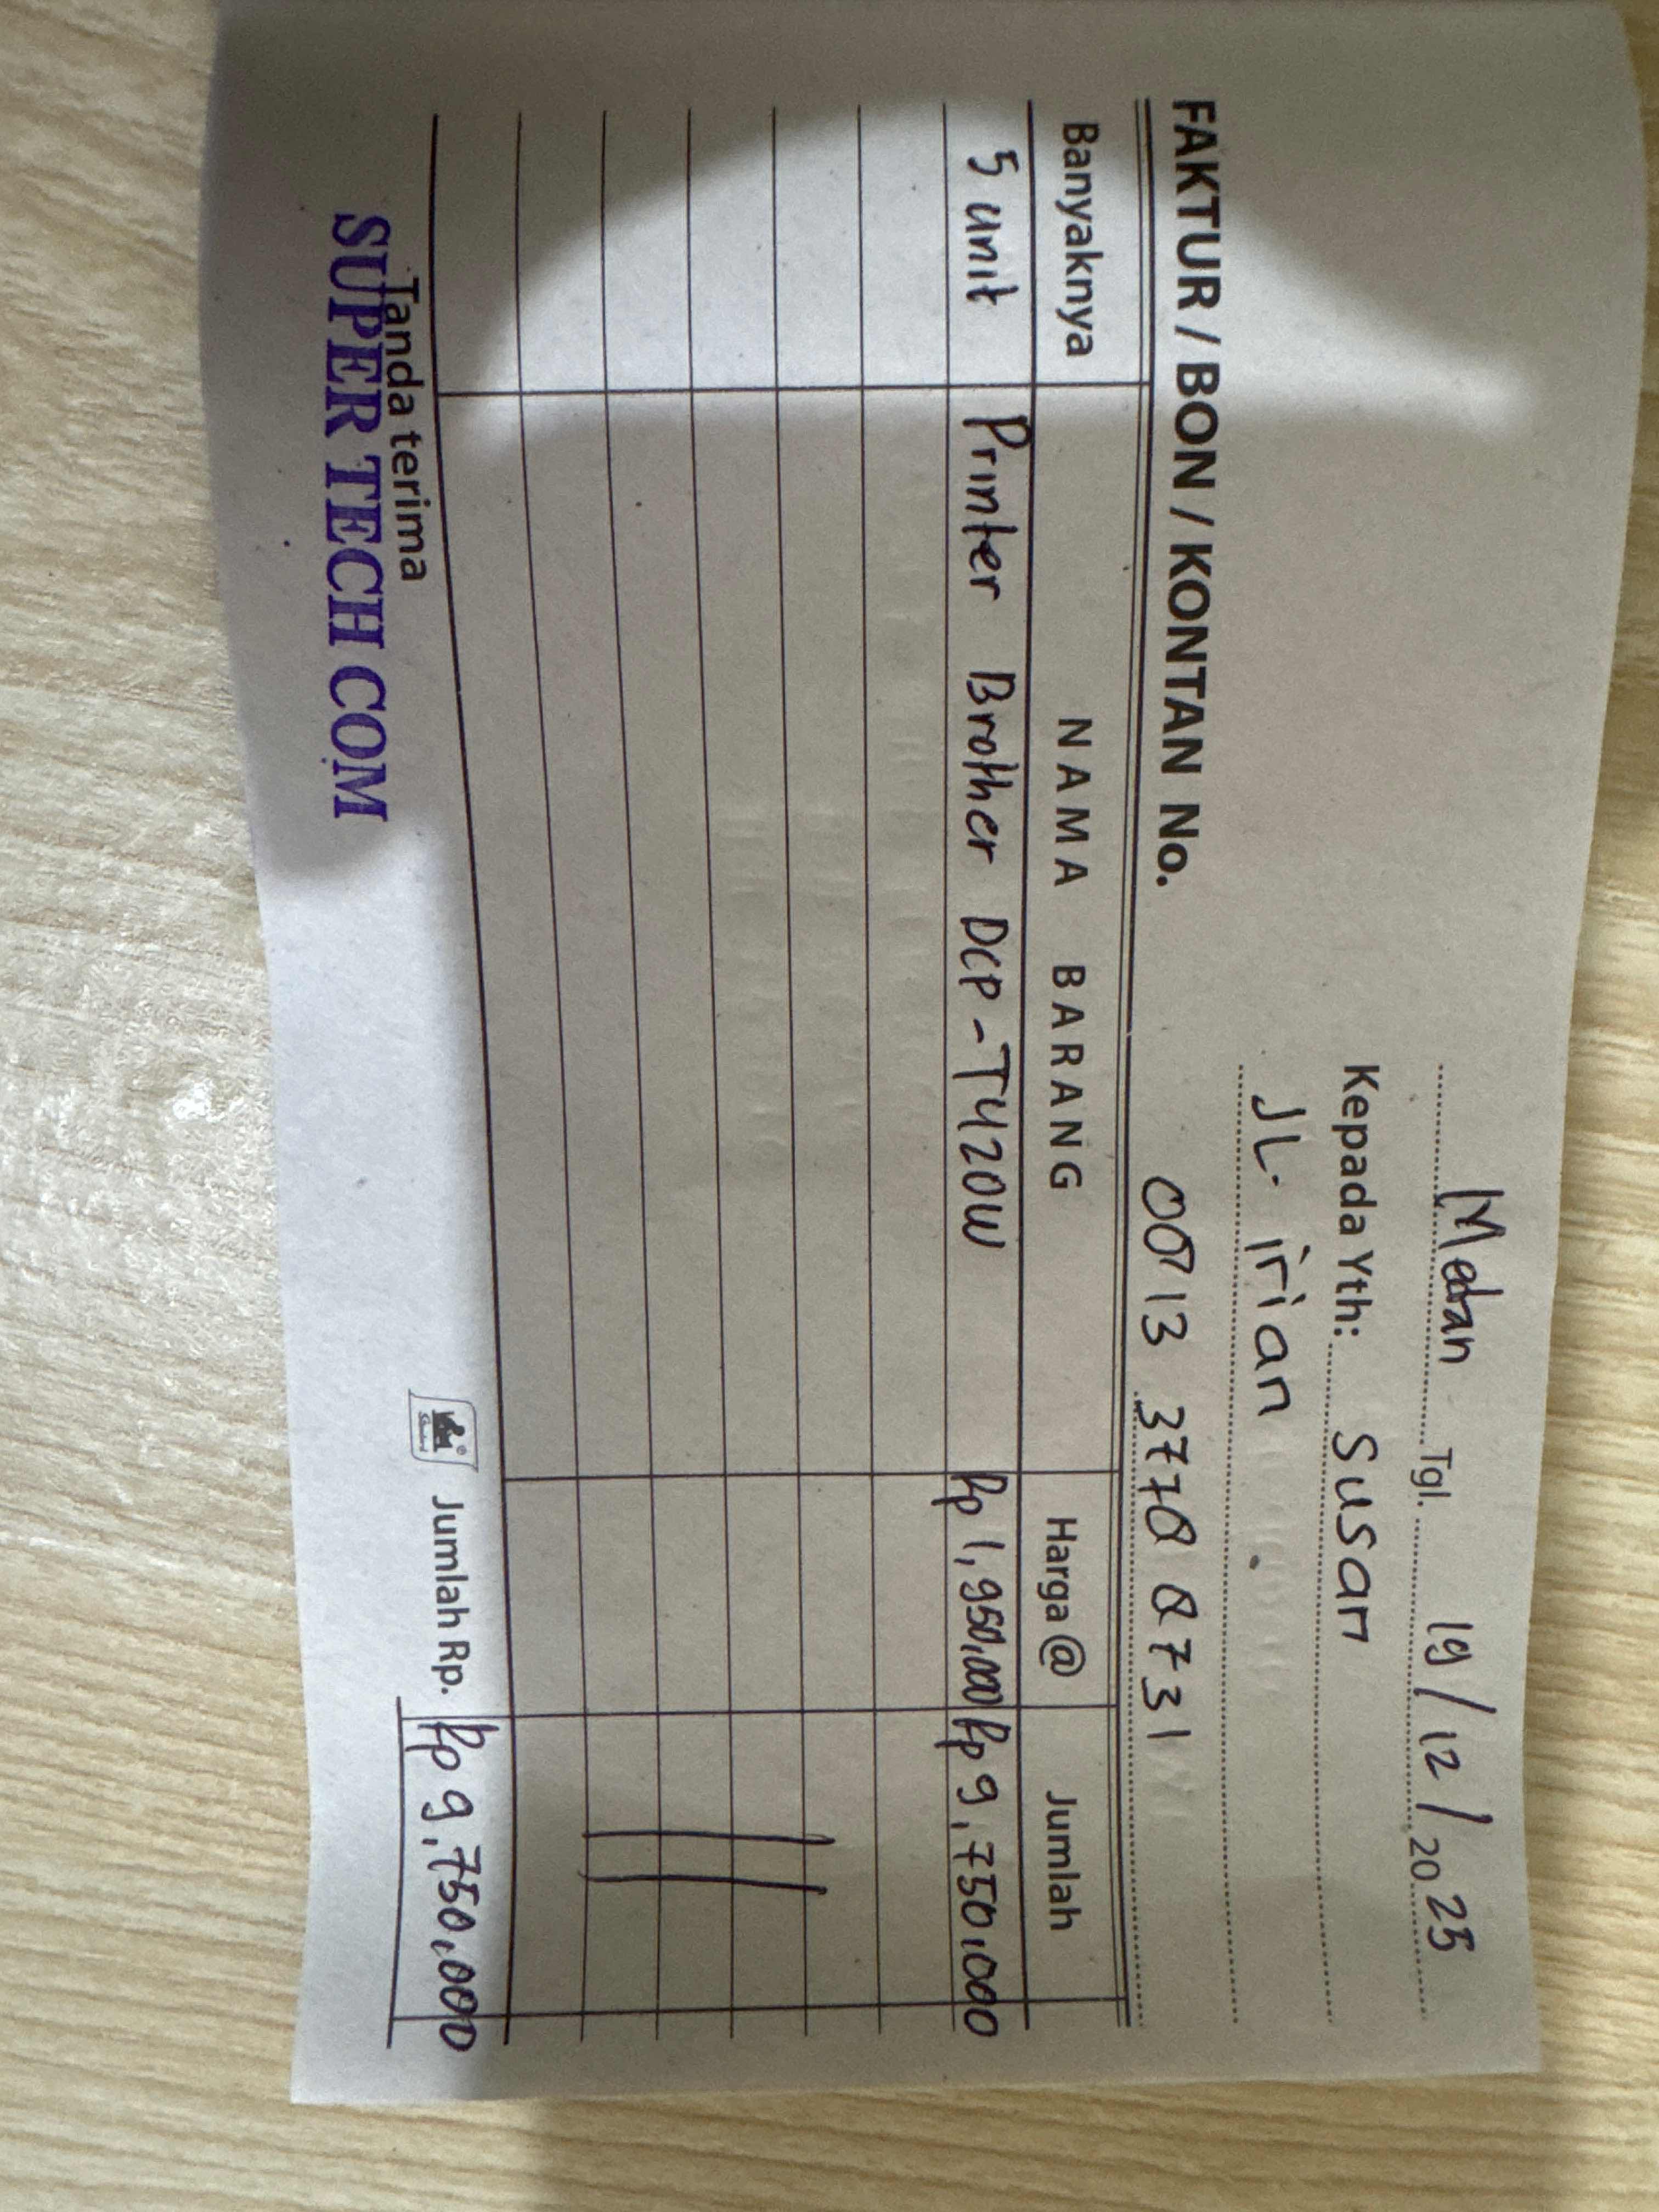 Medan Tgl. 19/12/2025
Kepada Yth: Susan
JL. irian
FAKTUR / BON / KONTAN No. 0013 3770 0731
Banyaknya NAMA BARANG Harga @ Jumlah
5 unit Printer Brother DCP-T420W Rp 1,950,000 Rp 9,750,000
Tanda terima Jumlah Rp. Rp 9,750,000
SUPER TECH COM